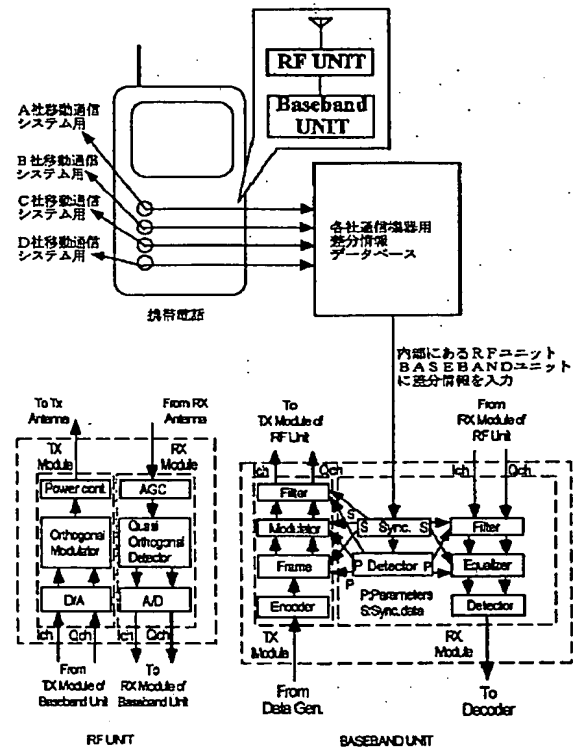 RF UNIT
Baseband
UNIT
A社移動通信
システム用
B社移動通信
システム用
C社移動通信
システム用
D社移動通信
システム用
携帯電話
各社通信機器用
差分情報
データベース
内部にあるRFユニット
BASEBANDユニット
に差分情報を入力
To Tx
Antenna
From RX
Antenna
TX
Module
RX
Module
Power cont.
AGC
Orthogonal
Modulator
Quasi
Orthogonal
Detector
D/A
A/D
Ich
Qch
Ich
Qch
From
TX Module of
Baseband Unit
To
RX Module of
Baseband Unit
RF UNIT
To
TX Module of
RF Unit
From
RX Module of
RF Unit
Ich
Qch
Ich
Qch
Filter
Modulator
Frame
Encoder
S
S Sync. S
P Detector P
P
Filter
Equalizer
Detector
P:Parameters
S:Sync.data
TX
Module
RX
Module
From
Data Gen.
To
Decoder
BASEBAND UNIT